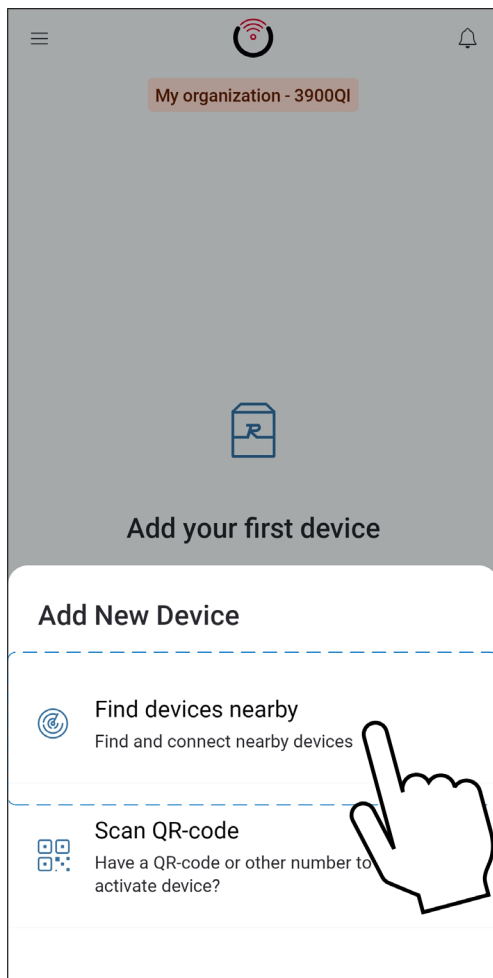 My organization - 3900QI
R
Add your first device
Add New Device
Find devices nearby
Find and connect nearby devices
Scan QR-code
Have a QR-code or other number to
activate device?